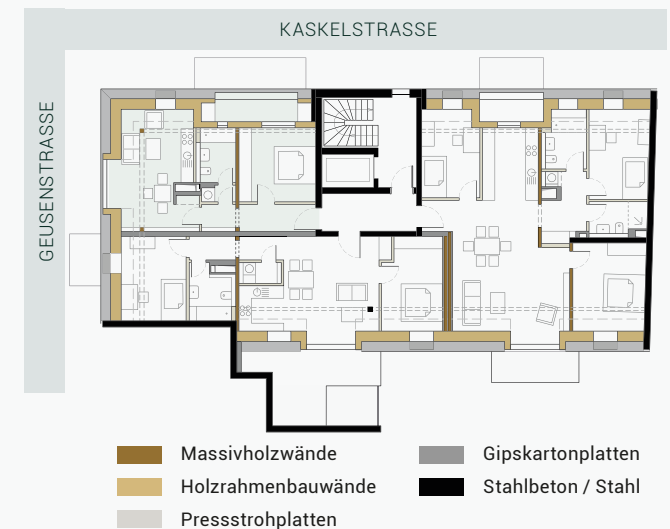 KASKELSTRASSE
GEUSENSTRASSE
Massivholzwände
Holzrahmenbauwände
Pressstrohplatten
Gipskartonplatten
Stahlbeton / Stahl